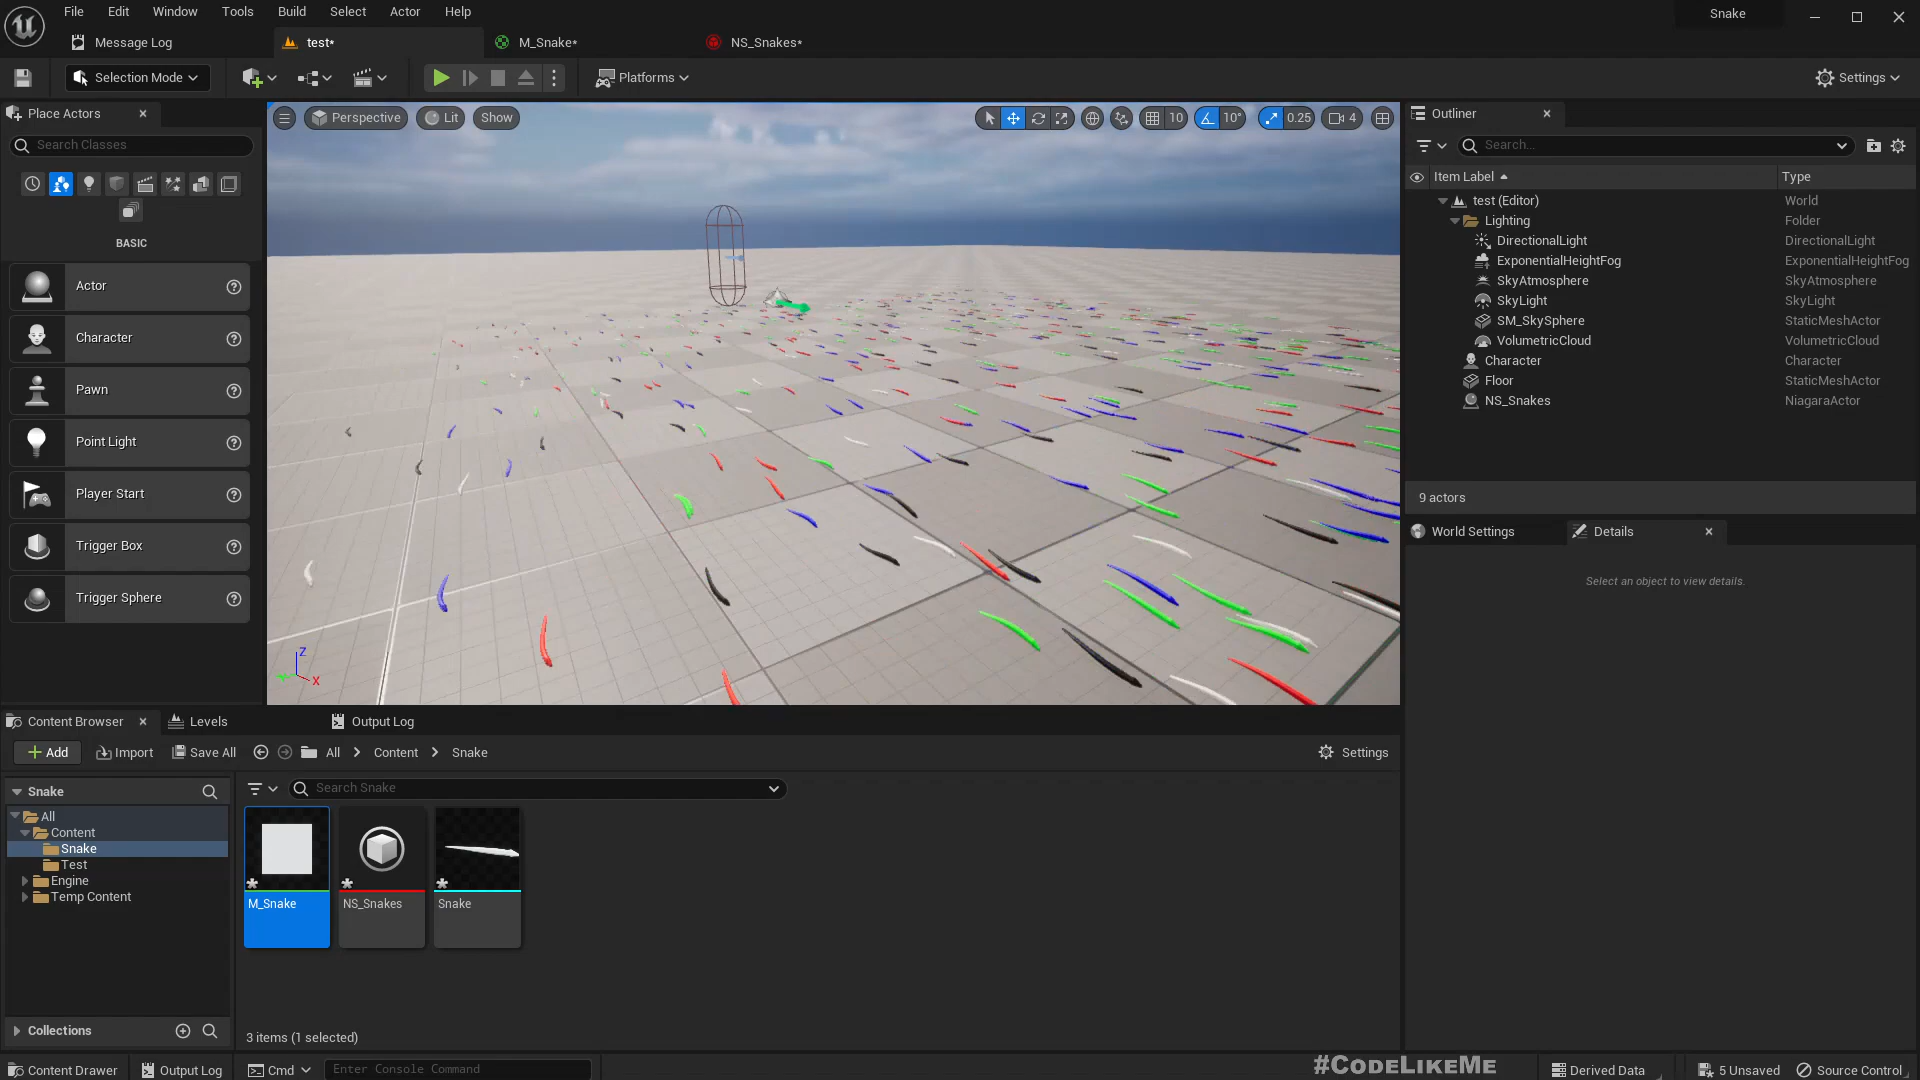 File Edit Window Tools Build Select Actor Help
Snake
Message Log
test*
M_Snake*
NS_Snakes*
Selection Mode
Platforms
Settings
Place Actors
Search Classes
BASIC
Actor
Character
Pawn
Point Light
Player Start
Trigger Box
Trigger Sphere
Perspective
Lit
Show
10
10°
0.25
4
Z
X
Outliner
Search...
Item Label
Type
test (Editor) World
Lighting Folder
DirectionalLight DirectionalLight
ExponentialHeightFog ExponentialHeightFog
SkyAtmosphere SkyAtmosphere
SkyLight SkyLight
SM_SkySphere StaticMeshActor
VolumetricCloud VolumetricCloud
Character Character
Floor StaticMeshActor
NS_Snakes NiagaraActor
9 actors
World Settings
Details
Select an object to view details.
Content Browser
Levels
Output Log
Add
Import
Save All
All
Content
Snake
Settings
Snake
Search Snake
All
Content
Snake
Test
Engine
Temp Content
M_Snake
NS_Snakes
Snake
Collections
3 items (1 selected)
Content Drawer
Output Log
Cmd
Enter Console Command
#CODELIKEME
Derived Data
5 Unsaved
Source Control